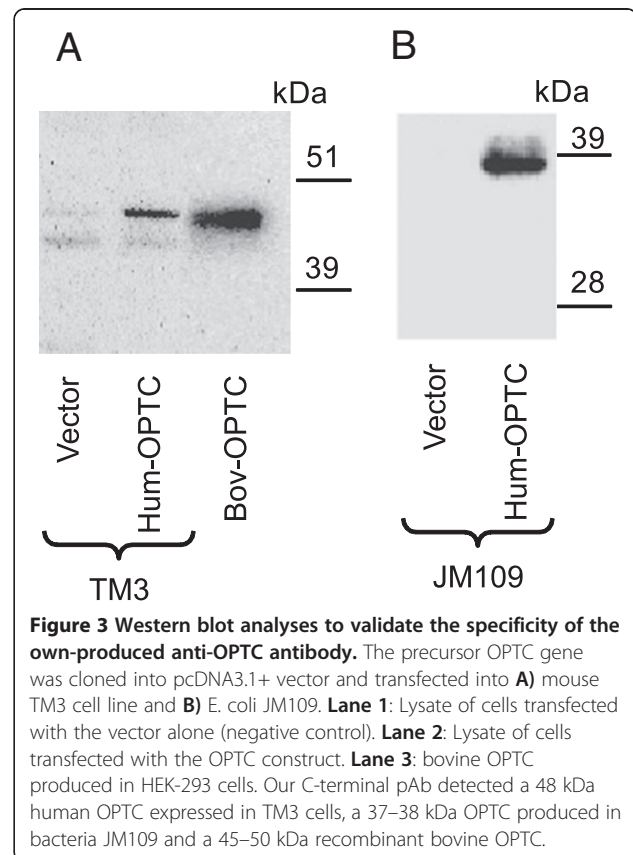 A
B
kDa
kDa
51
39
39
28
Vector
Hum-OPTC
Bov-OPTC
Vector
Hum-OPTC
TM3
JM109
Figure 3 Western blot analyses to validate the specificity of the
own-produced anti-OPTC antibody. The precursor OPTC gene
was cloned into pcDNA3.1+ vector and transfected into A) mouse
TM3 cell line and B) E. coli JM109. Lane 1: Lysate of cells transfected
with the vector alone (negative control). Lane 2: Lysate of cells
transfected with the OPTC construct. Lane 3: bovine OPTC
produced in HEK-293 cells. Our C-terminal pAb detected a 48 kDa
human OPTC expressed in TM3 cells, a 37–38 kDa OPTC produced in
bacteria JM109 and a 45–50 kDa recombinant bovine OPTC.